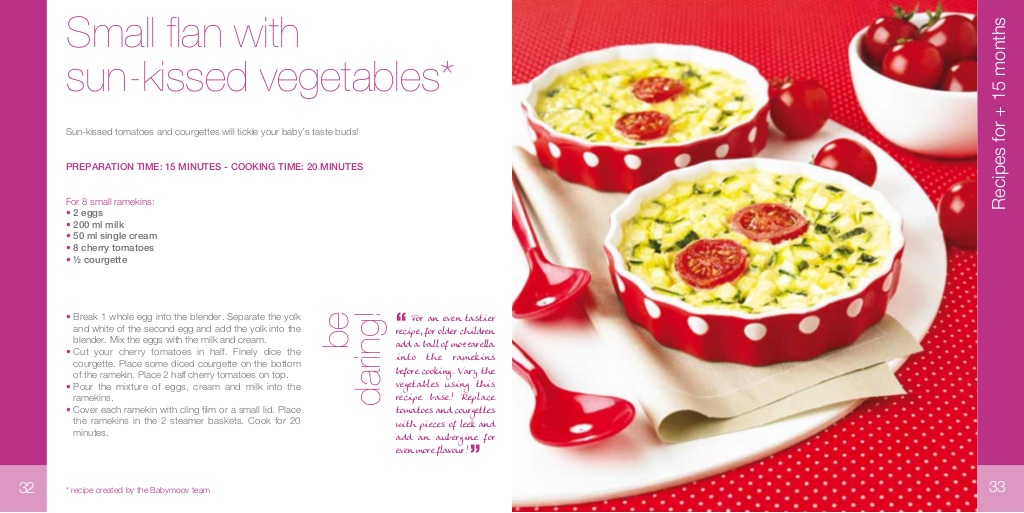 Small flan with
sun-kissed vegetables*
Sun-kissed tomatoes and courgettes will tickle your baby's taste buds!
PREPARATION TIME: 15 MINUTES - COOKING TIME: 20 MINUTES
For 8 small ramekins:
• 2 eggs
• 200 ml milk
• 50 ml single cream
• 8 cherry tomatoes
• ½ courgette
• Break 1 whole egg into the blender. Separate the yolk
and white of the second egg and add the yolk into the
blender. Mix the eggs with the milk and cream.
• Cut your cherry tomatoes in half. Finely dice the
courgette. Place some diced courgette on the bottom
of the ramekin. Place 2 half cherry tomatoes on top.
• Pour the mixture of eggs, cream and milk into the
ramekins.
• Cover each ramekin with cling film or a small lid. Place
the ramekins in the 2 steamer baskets. Cook for 20
minutes.
be
daring!
“ For an even tastier
recipe, for older children
add a ball of mozzarella
into the ramekins
before cooking. Vary the
vegetables using this
recipe base! Replace
tomatoes and courgettes
with pieces of leek and
add an aubergine for
even more flavour! ”
* recipe created by the Babymoov team
32
Recipes for + 15 months
33